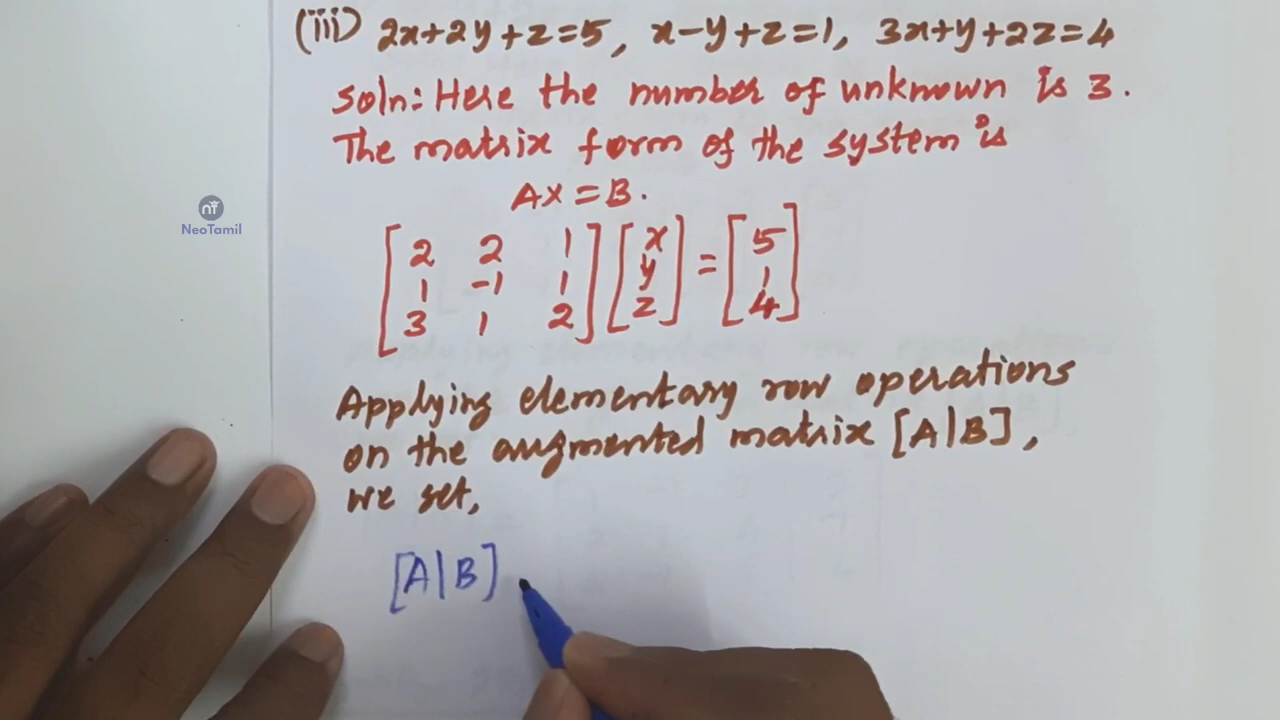 (iii) 2x+2y+z=5, x-y+z=1, 3x+y+2z=4
Soln: Here the number of unknown is 3.
The matrix form of the system is
AX=B.
[2 2 1] [x] = [5]
[1 -1 1] [y] [1]
[3 1 2] [z] [4]
Applying elementary row operations
on the augmented matrix [A|B],
we get,
[A|B]
NT
NeoTamil